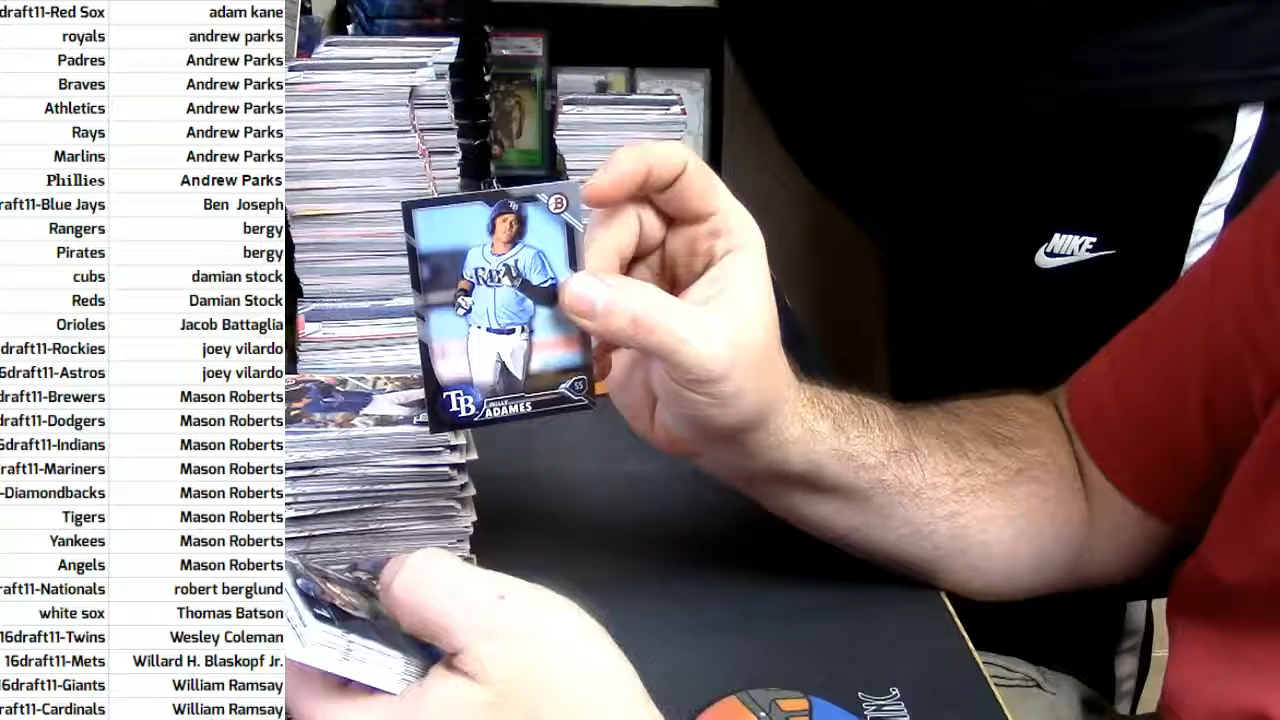 draft11-Red Sox adam kane
royals andrew parks
Padres Andrew Parks
Braves Andrew Parks
Athletics Andrew Parks
Rays Andrew Parks
Marlins Andrew Parks
Phillies Andrew Parks
raft11-Blue Jays Ben Joseph
Rangers bergy
Pirates bergy
cubs damian stock
Reds Damian Stock
Orioles Jacob Battaglia
draft11-Rockies joey vilardo
6draft11-Astros joey vilardo
draft11-Brewers Mason Roberts
draft11-Dodgers Mason Roberts
6draft11-Indians Mason Roberts
raft11-Mariners Mason Roberts
-Diamondbacks Mason Roberts
Tigers Mason Roberts
Yankees Mason Roberts
Angels Mason Roberts
raft11-Nationals robert berglund
white sox Thomas Batson
16draft11-Twins Wesley Coleman
16draft11-Mets Willard H. Blaskopf Jr.
16draft11-Giants William Ramsay
raft11-Cardinals William Ramsay
TB
B
RAYS
TB
SS
WILLY
ADAMES
NIKE